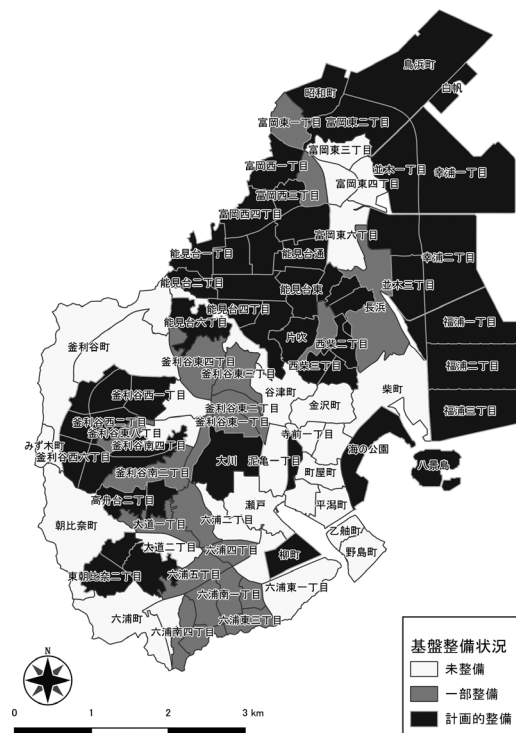 鳥浜町
白帆
昭和町
富岡東一丁目
富岡東二丁目
富岡東三丁目
富岡西一丁目
並木一丁目
幸浦一丁目
富岡東四丁目
富岡西三丁目
富岡西四丁目
富岡東六丁目
能見台一丁目
能見台通
幸浦二丁目
能見台二丁目
能見台東
並木三丁目
能見台四丁目
長浜
能見台六丁目
福浦一丁目
片吹
西柴二丁目
釜利谷町
釜利谷東四丁目
福浦二丁目
西柴三丁目
釜利谷東三丁目
柴町
釜利谷西一丁目
谷津町
金沢町
福浦三丁目
釜利谷東二丁目
釜利谷西二丁目
釜利谷東一丁目
釜利谷東八丁目
寺前一丁目
みず木町
釜利谷南四丁目
海の公園
釜利谷西六丁目
大川
泥亀一丁目
八景島
釜利谷南二丁目
町屋町
高舟台二丁目
瀬戸
平潟町
朝比奈町
大道一丁目
六浦二丁目
乙舳町
大道二丁目
六浦四丁目
柳町
野島町
東朝比奈二丁目
六浦五丁目
六浦東一丁目
六浦南一丁目
六浦町
六浦東三丁目
六浦南四丁目
基盤整備状況
未整備
一部整備
計画的整備
N
0 1 2 3 km